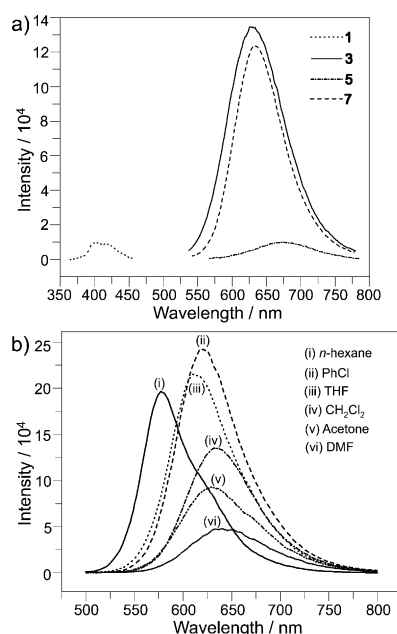 a)
14
12
10
8
6
4
2
0
Intensity / 10⁴
350 400 450 500 550 600 650 700 750 800
Wavelength / nm
1
3
5
7
b)
25
20
15
10
5
0
Intensity / 10⁴
500 550 600 650 700 750 800
Wavelength / nm
(i)
(ii)
(iii)
(iv)
(v)
(vi)
(i) n-hexane
(ii) PhCl
(iii) THF
(iv) CH₂Cl₂
(v) Acetone
(vi) DMF